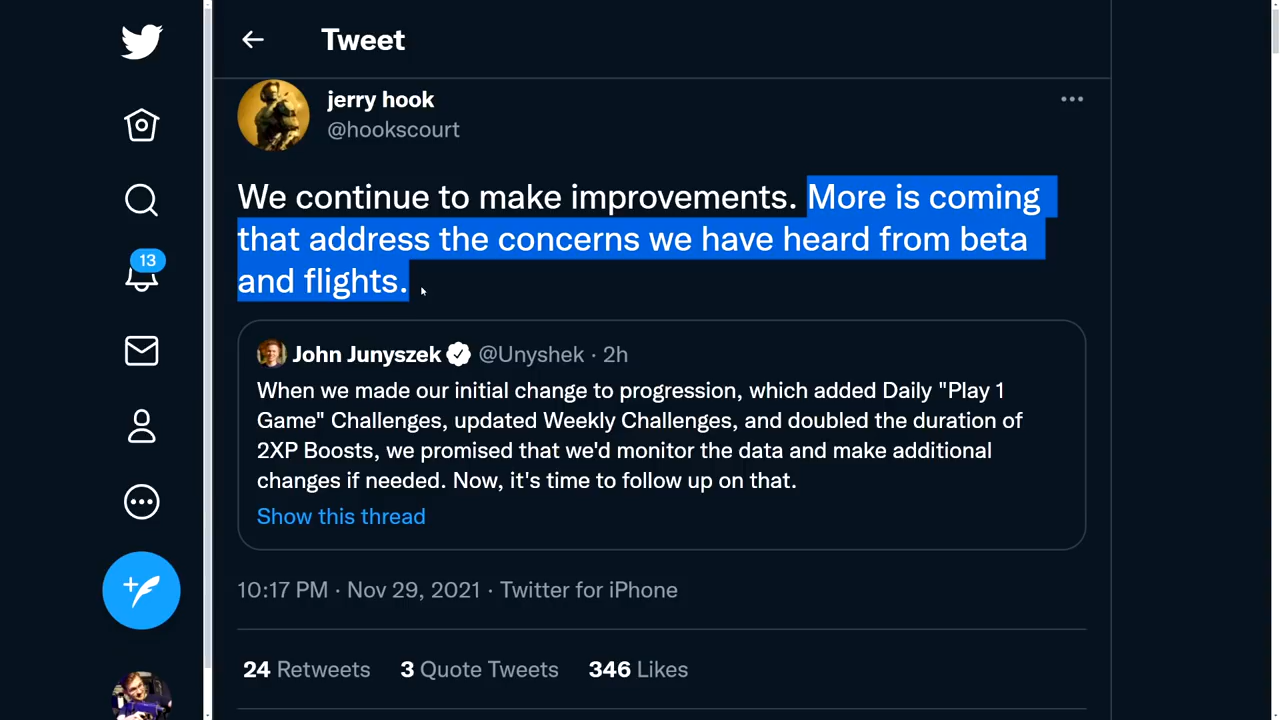 Tweet
jerry hook
@hookscourt
We continue to make improvements. More is coming
that address the concerns we have heard from beta
and flights.
13
John Junyszek @Unyshek · 2h
When we made our initial change to progression, which added Daily "Play 1
Game" Challenges, updated Weekly Challenges, and doubled the duration of
2XP Boosts, we promised that we'd monitor the data and make additional
changes if needed. Now, it's time to follow up on that.
Show this thread
10:17 PM · Nov 29, 2021 · Twitter for iPhone
24 Retweets 3 Quote Tweets 346 Likes